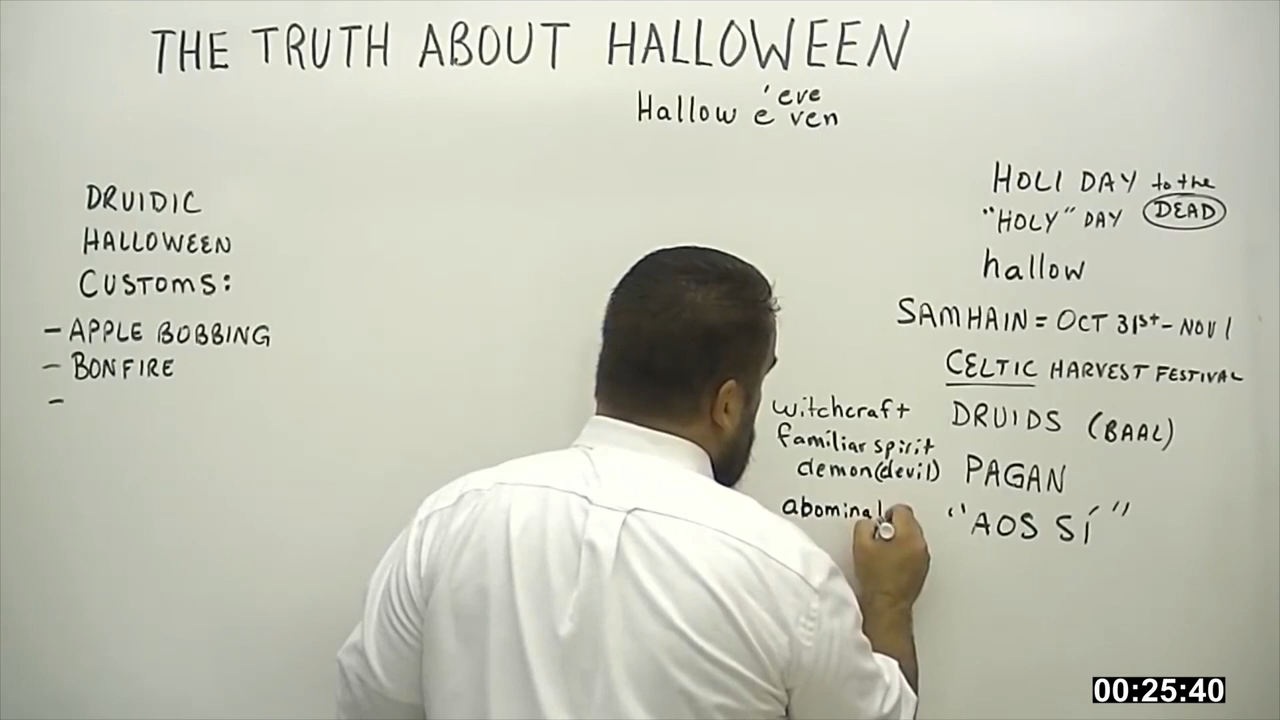 THE TRUTH ABOUT HALLOWEEN
'eve
Hallow e ven
DRUIDIC
HALLOWEEN
CUSTOMS:
- APPLE BOBBING
- BONFIRE
-
HOLI DAY to the
"HOLY" DAY DEAD
hallow
SAMHAIN = OCT 31st - NOV 1
CELTIC HARVEST FESTIVAL
witchcraft
familiar spirit
demon(devil)
abominal
DRUIDS (BAAL)
PAGAN
"AOS SÍ"
00:25:40